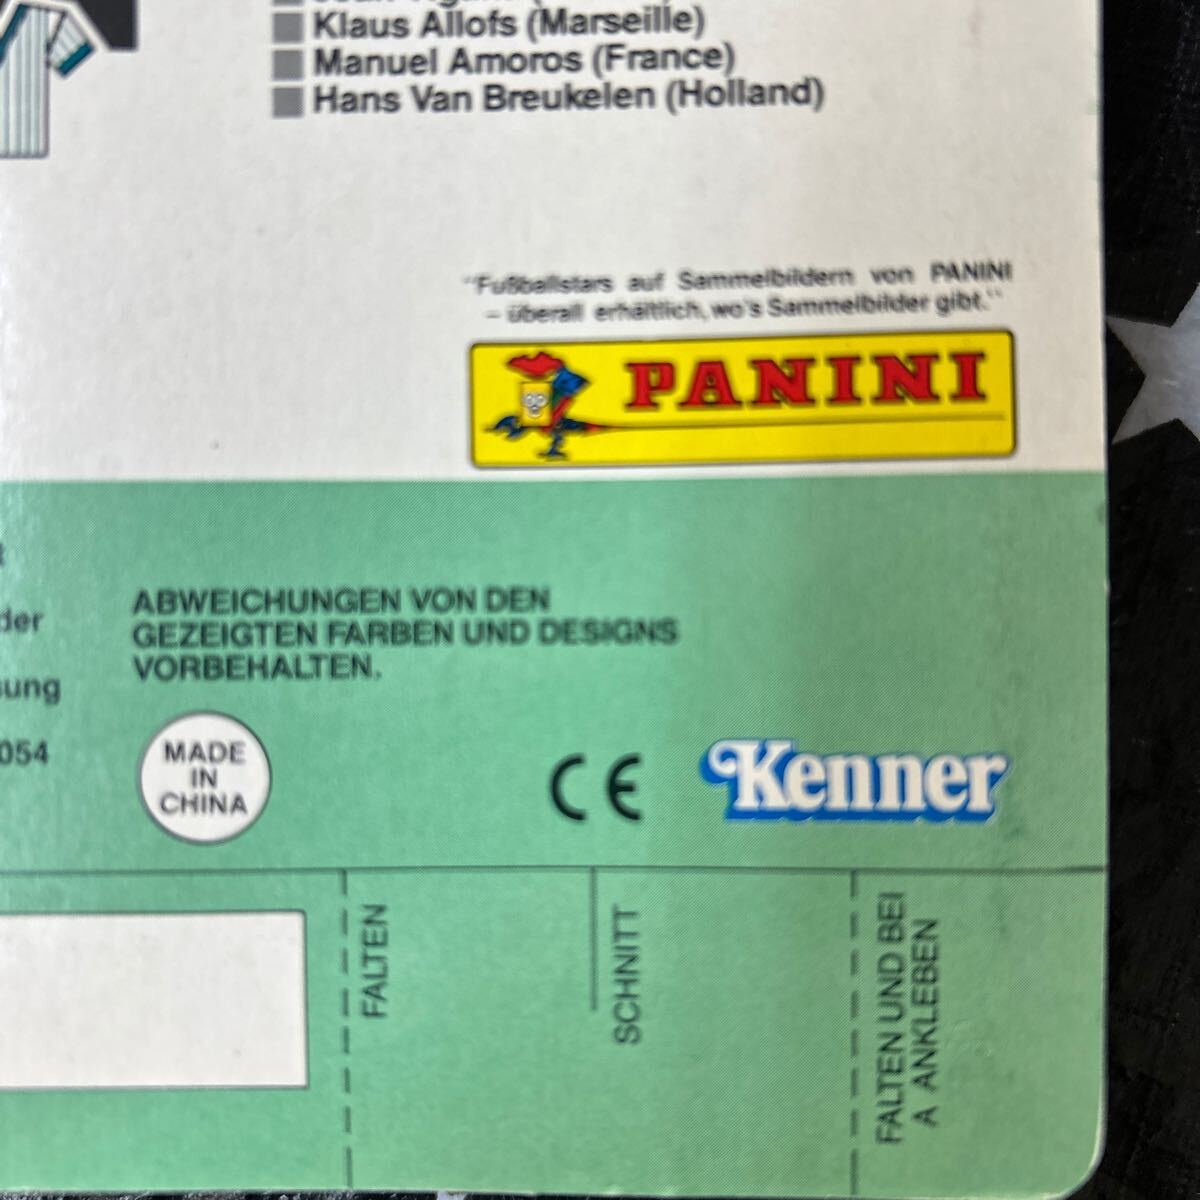 Klaus Allofs (Marseille)
Manuel Amoros (France)
Hans Van Breukelen (Holland)
"Fußballstars auf Sammelbildern von PANINI
– überall erhältlich, wo's Sammelbilder gibt."
PANINI
der
sung
054
ABWEICHUNGEN VON DEN
GEZEIGTEN FARBEN UND DESIGNS
VORBEHALTEN.
MADE
IN
CHINA
CE
Kenner
FALTEN
SCHNITT
FALTEN UND BEI
A ANKLEBEN